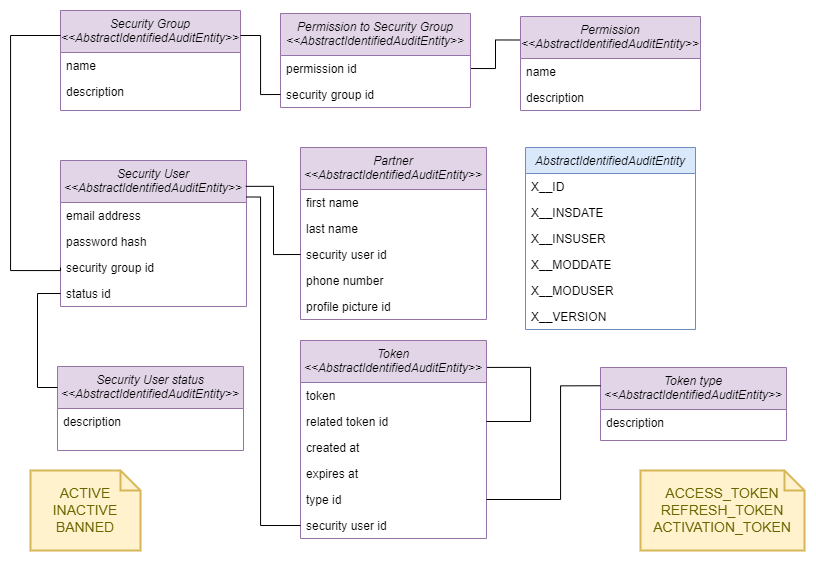 Security Group
<<AbstractIdentifiedAuditEntity>>
name
description
Permission to Security Group
<<AbstractIdentifiedAuditEntity>>
permission id
security group id
Permission
<<AbstractIdentifiedAuditEntity>>
name
description
Security User
<<AbstractIdentifiedAuditEntity>>
email address
password hash
security group id
status id
Partner
<<AbstractIdentifiedAuditEntity>>
first name
last name
security user id
phone number
profile picture id
AbstractIdentifiedAuditEntity
X__ID
X__INSDATE
X__INSUSER
X__MODDATE
X__MODUSER
X__VERSION
Security User status
<<AbstractIdentifiedAuditEntity>>
description
Token
<<AbstractIdentifiedAuditEntity>>
token
related token id
created at
expires at
type id
security user id
Token type
<<AbstractIdentifiedAuditEntity>>
description
ACTIVE
INACTIVE
BANNED
ACCESS_TOKEN
REFRESH_TOKEN
ACTIVATION_TOKEN